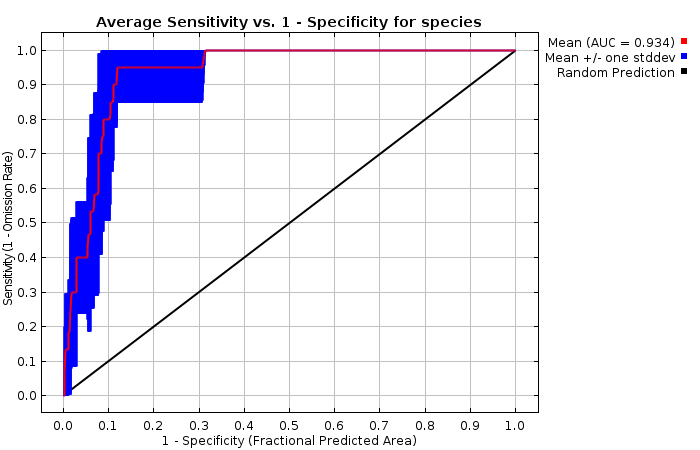 Average Sensitivity vs. 1 - Specificity for species
Mean (AUC = 0.934)
Mean +/- one stddev
Random Prediction
Sensitivity (1 - Omission Rate)
1.0
0.9
0.8
0.7
0.6
0.5
0.4
0.3
0.2
0.1
0.0
0.0 0.1 0.2 0.3 0.4 0.5 0.6 0.7 0.8 0.9 1.0
1 - Specificity (Fractional Predicted Area)